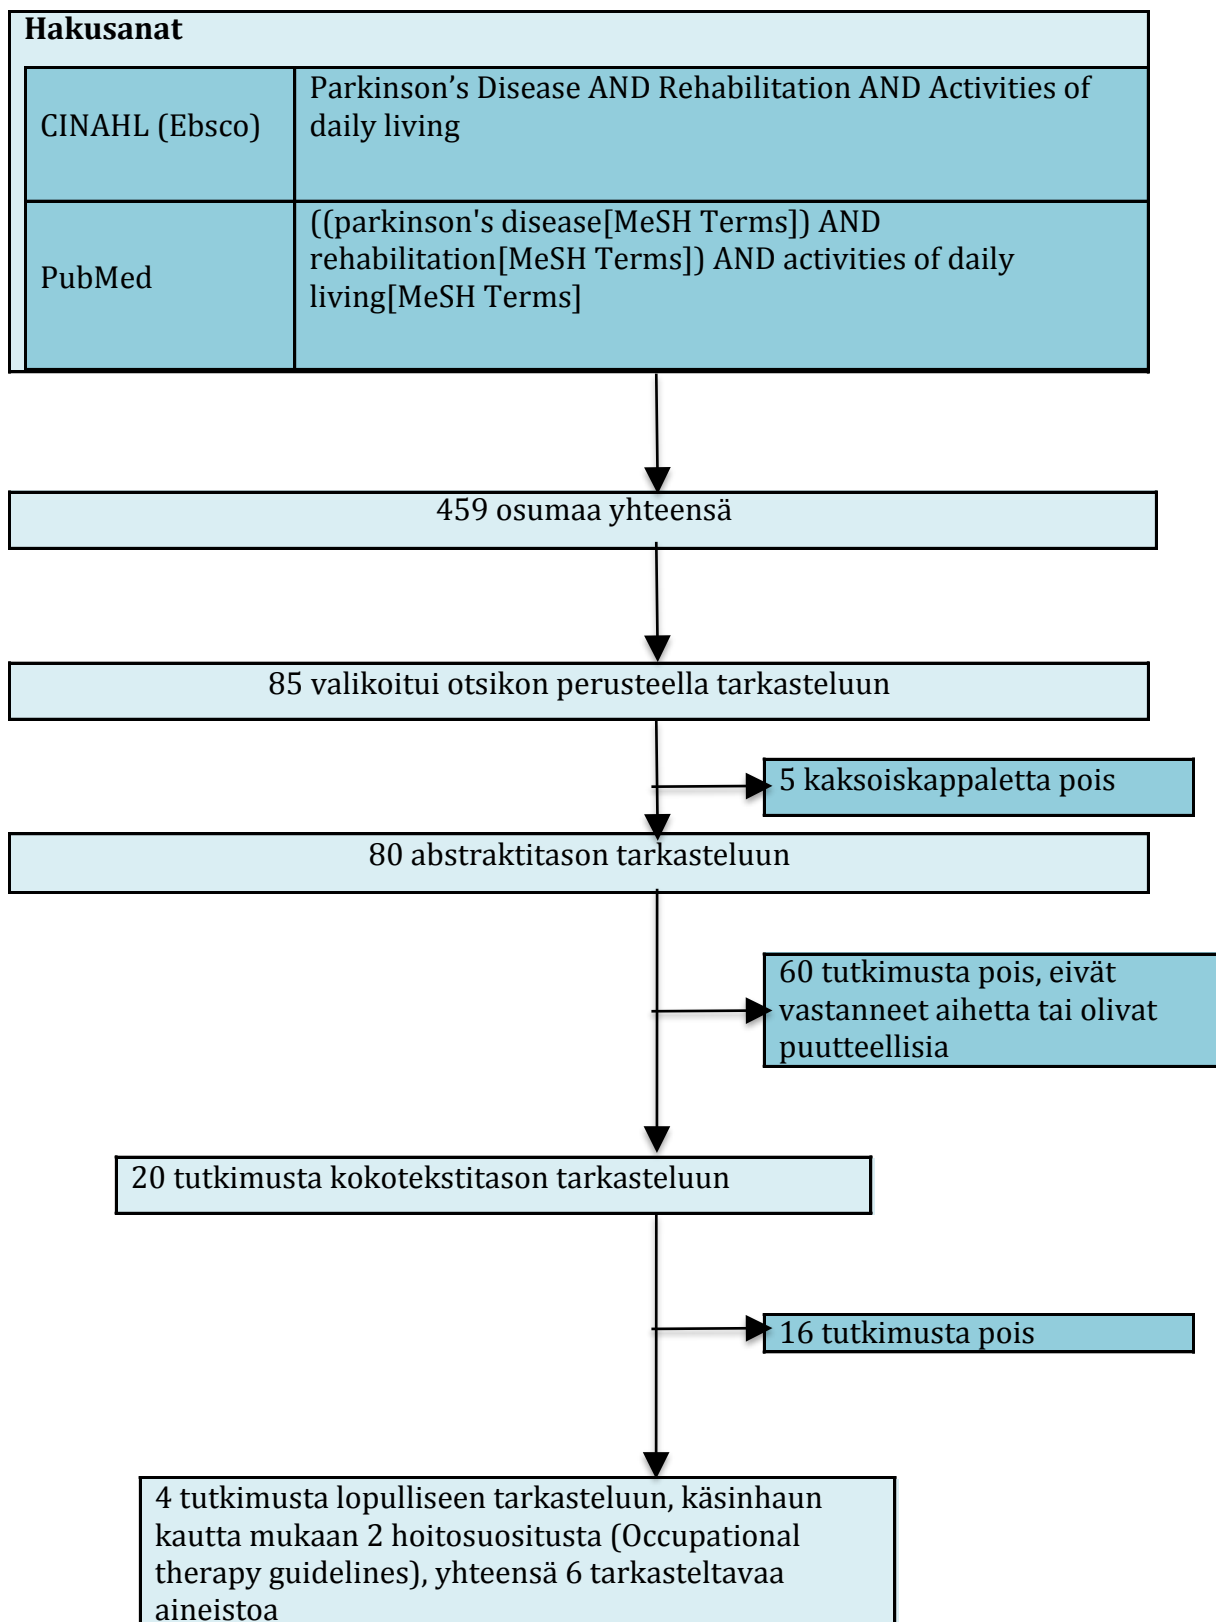 Hakusanat
CINAHL (Ebsco)
Parkinson’s Disease AND Rehabilitation AND Activities of
daily living
PubMed
((parkinson's disease[MeSH Terms]) AND
rehabilitation[MeSH Terms]) AND activities of daily
living[MeSH Terms]
459 osumaa yhteensä
85 valikoitui otsikon perusteella tarkasteluun
5 kaksoiskappaletta pois
80 abstraktitason tarkasteluun
60 tutkimusta pois, eivät
vastanneet aihetta tai olivat
puutteellisia
20 tutkimusta kokotekstitason tarkasteluun
16 tutkimusta pois
4 tutkimusta lopulliseen tarkasteluun, käsinhaun
kautta mukaan 2 hoitosuositusta (Occupational
therapy guidelines), yhteensä 6 tarkasteltavaa
aineistoa